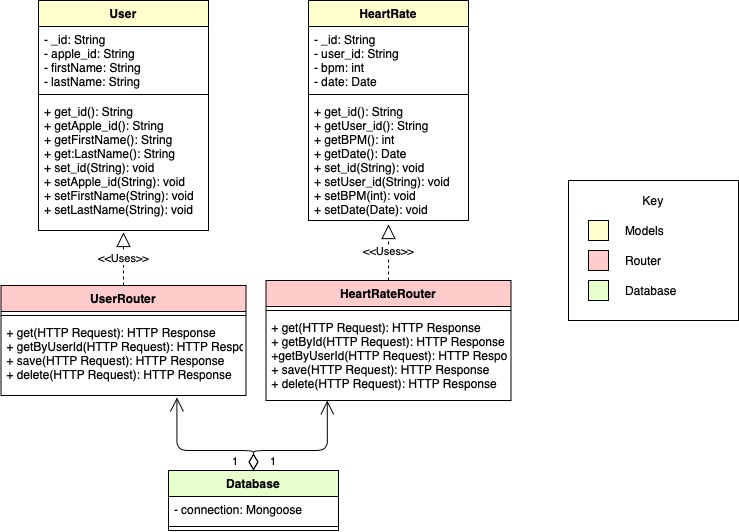 User
- _id: String
- apple_id: String
- firstName: String
- lastName: String
+ get_id(): String
+ getApple_id(): String
+ getFirstName(): String
+ get:LastName(): String
+ set_id(String): void
+ setApple_id(String): void
+ setFirstName(String): void
+ setLastName(String): void
HeartRate
- _id: String
- user_id: String
- bpm: int
- date: Date
+ get_id(): String
+ getUser_id(): String
+ getBPM(): int
+ getDate(): Date
+ set_id(String): void
+ setUser_id(String): void
+ setBPM(int): void
+ setDate(Date): void
Key
Models
Router
Database
<<Uses>>
<<Uses>>
UserRouter
+ get(HTTP Request): HTTP Response
+ getByUserId(HTTP Request): HTTP Respc
+ save(HTTP Request): HTTP Response
+ delete(HTTP Request): HTTP Response
HeartRateRouter
+ get(HTTP Request): HTTP Response
+ getById(HTTP Request): HTTP Response
+getByUserId(HTTP Request): HTTP Respo
+ save(HTTP Request): HTTP Response
+ delete(HTTP Request): HTTP Response
1 1
Database
- connection: Mongoose